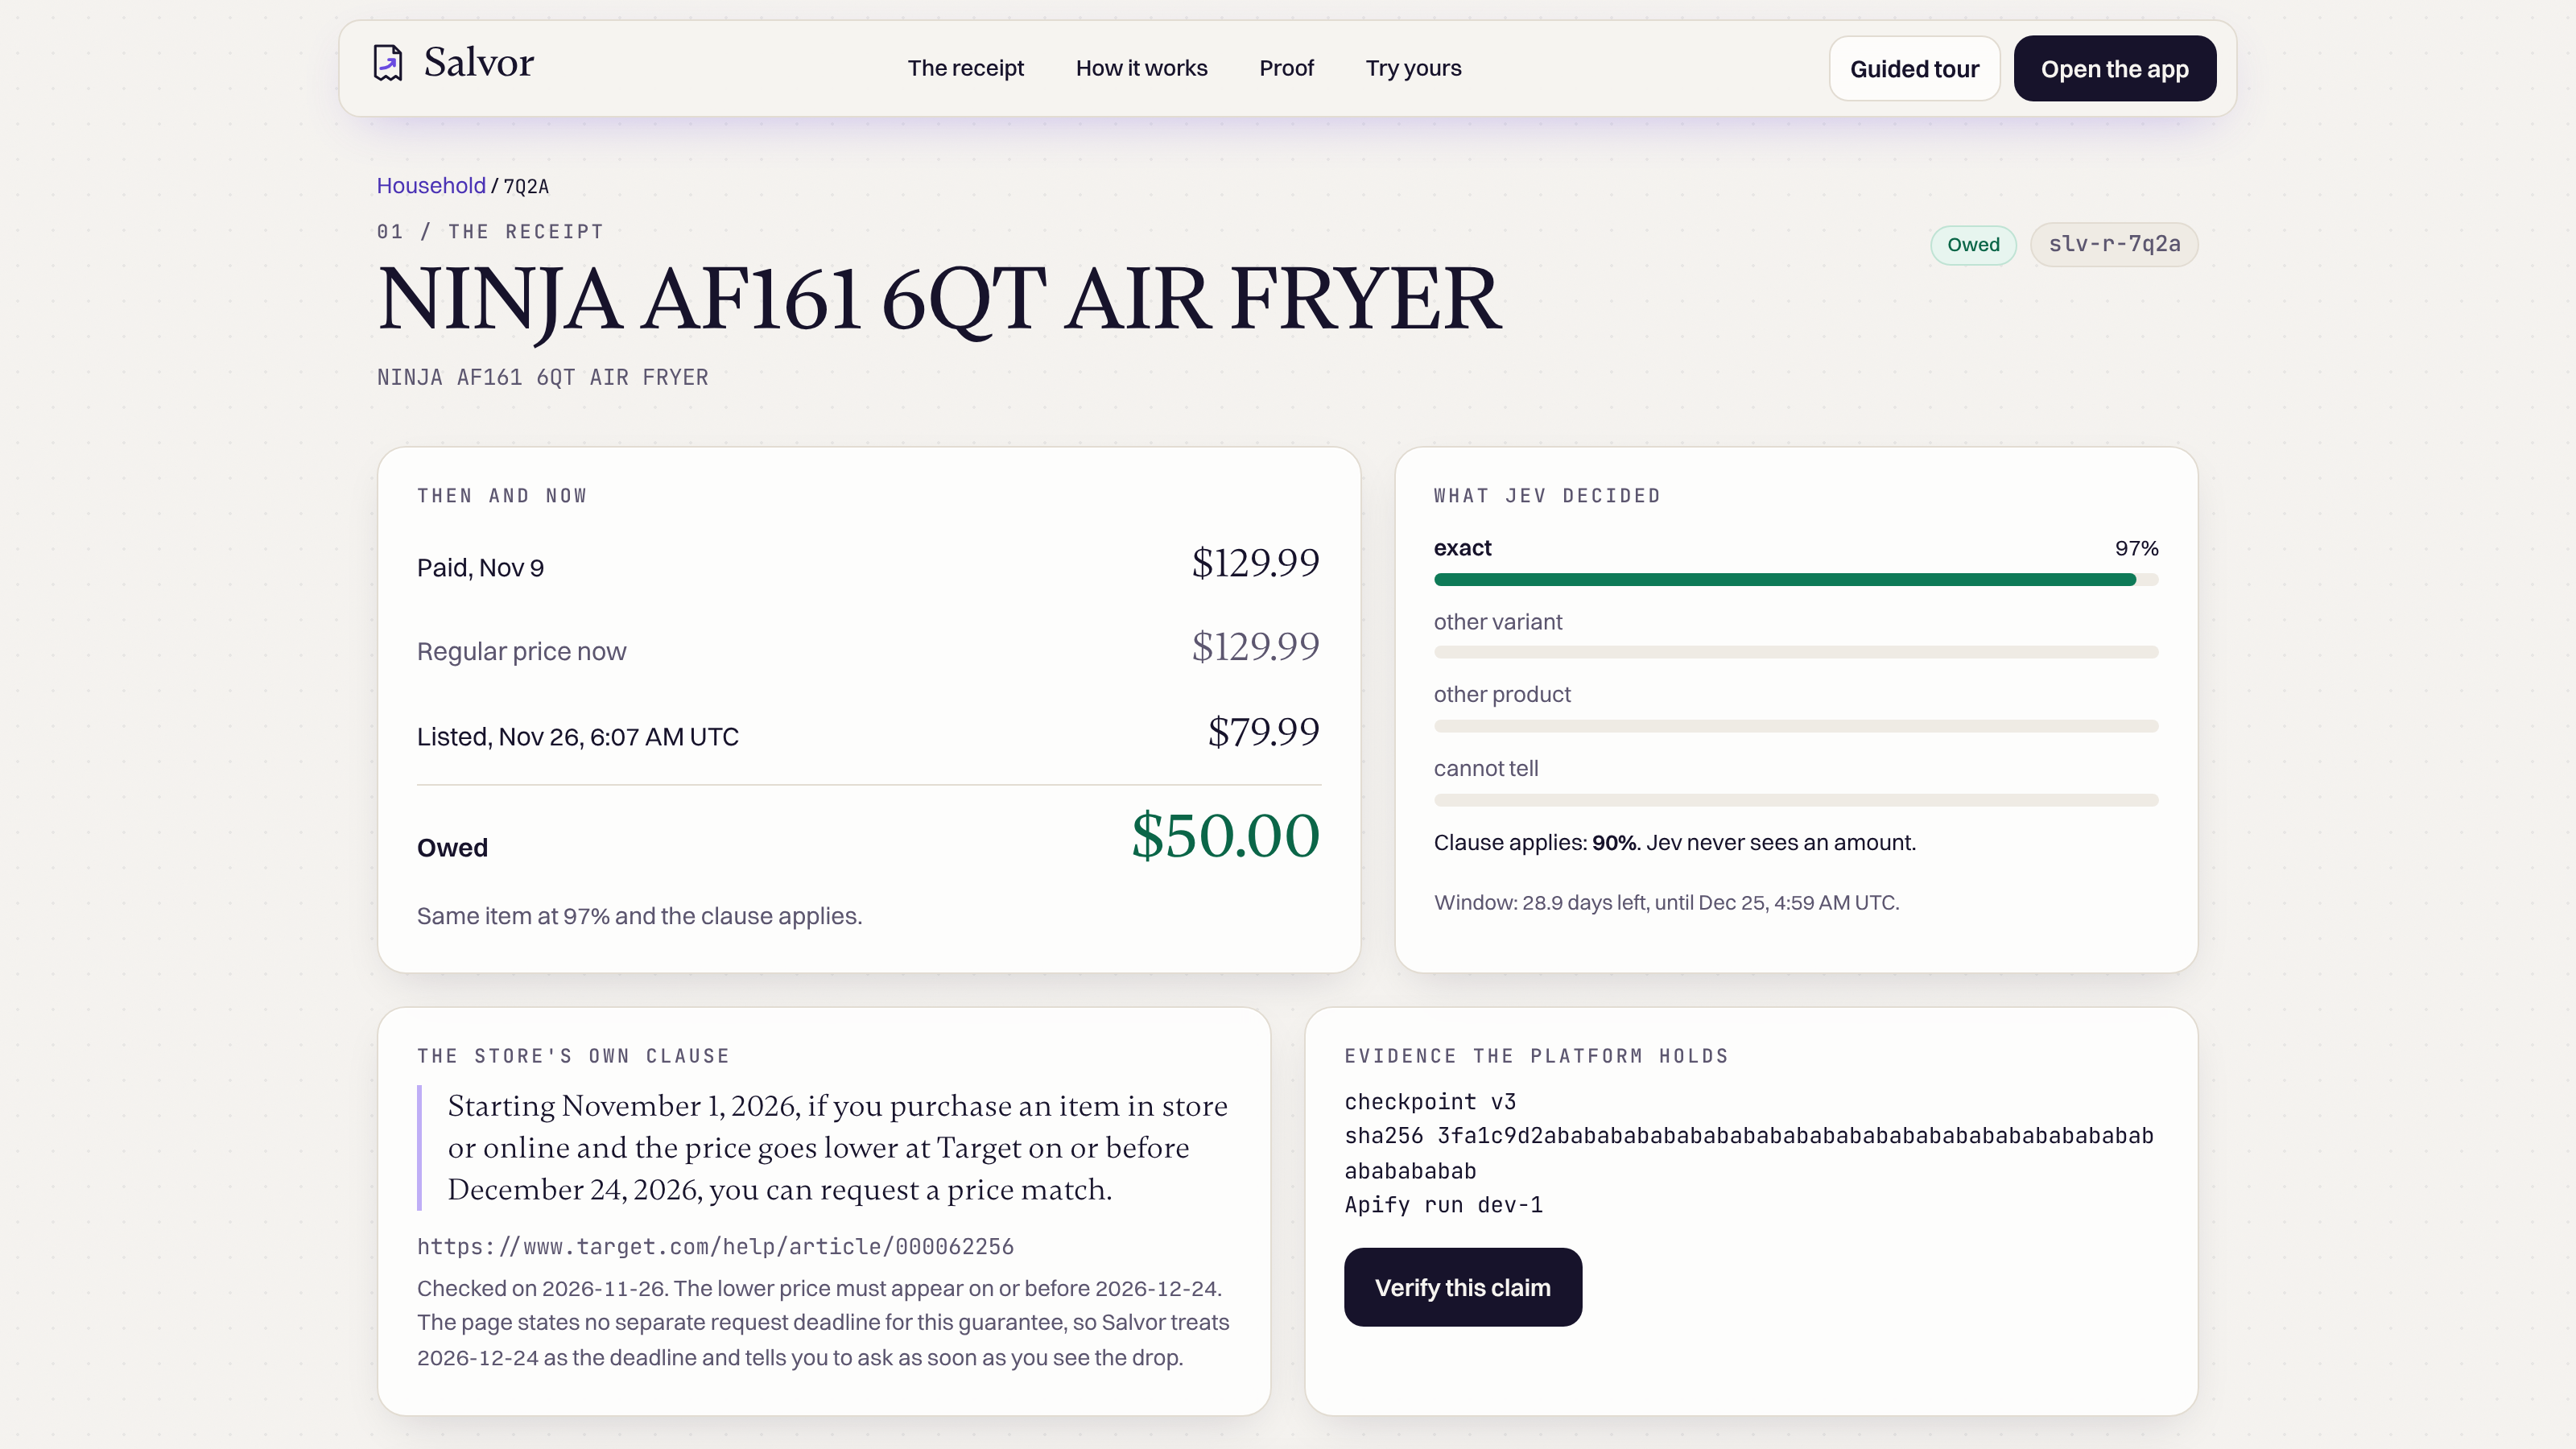 Salvor
The receipt
How it works
Proof
Try yours
Guided tour
Open the app
Household / 7Q2A
01 / THE RECEIPT
Owed
slv-r-7q2a
NINJA AF161 6QT AIR FRYER
NINJA AF161 6QT AIR FRYER
THEN AND NOW
Paid, Nov 9 $129.99
Regular price now $129.99
Listed, Nov 26, 6:07 AM UTC $79.99
Owed $50.00
Same item at 97% and the clause applies.
WHAT JEV DECIDED
exact 97%
other variant
other product
cannot tell
Clause applies: 90%. Jev never sees an amount.
Window: 28.9 days left, until Dec 25, 4:59 AM UTC.
THE STORE'S OWN CLAUSE
Starting November 1, 2026, if you purchase an item in store
or online and the price goes lower at Target on or before
December 24, 2026, you can request a price match.
https://www.target.com/help/article/000062256
Checked on 2026-11-26. The lower price must appear on or before 2026-12-24.
The page states no separate request deadline for this guarantee, so Salvor treats
2026-12-24 as the deadline and tells you to ask as soon as you see the drop.
EVIDENCE THE PLATFORM HOLDS
checkpoint v3
sha256 3fa1c9d2abababababababababababababababababababababababab
ababababab
Apify run dev-1
Verify this claim